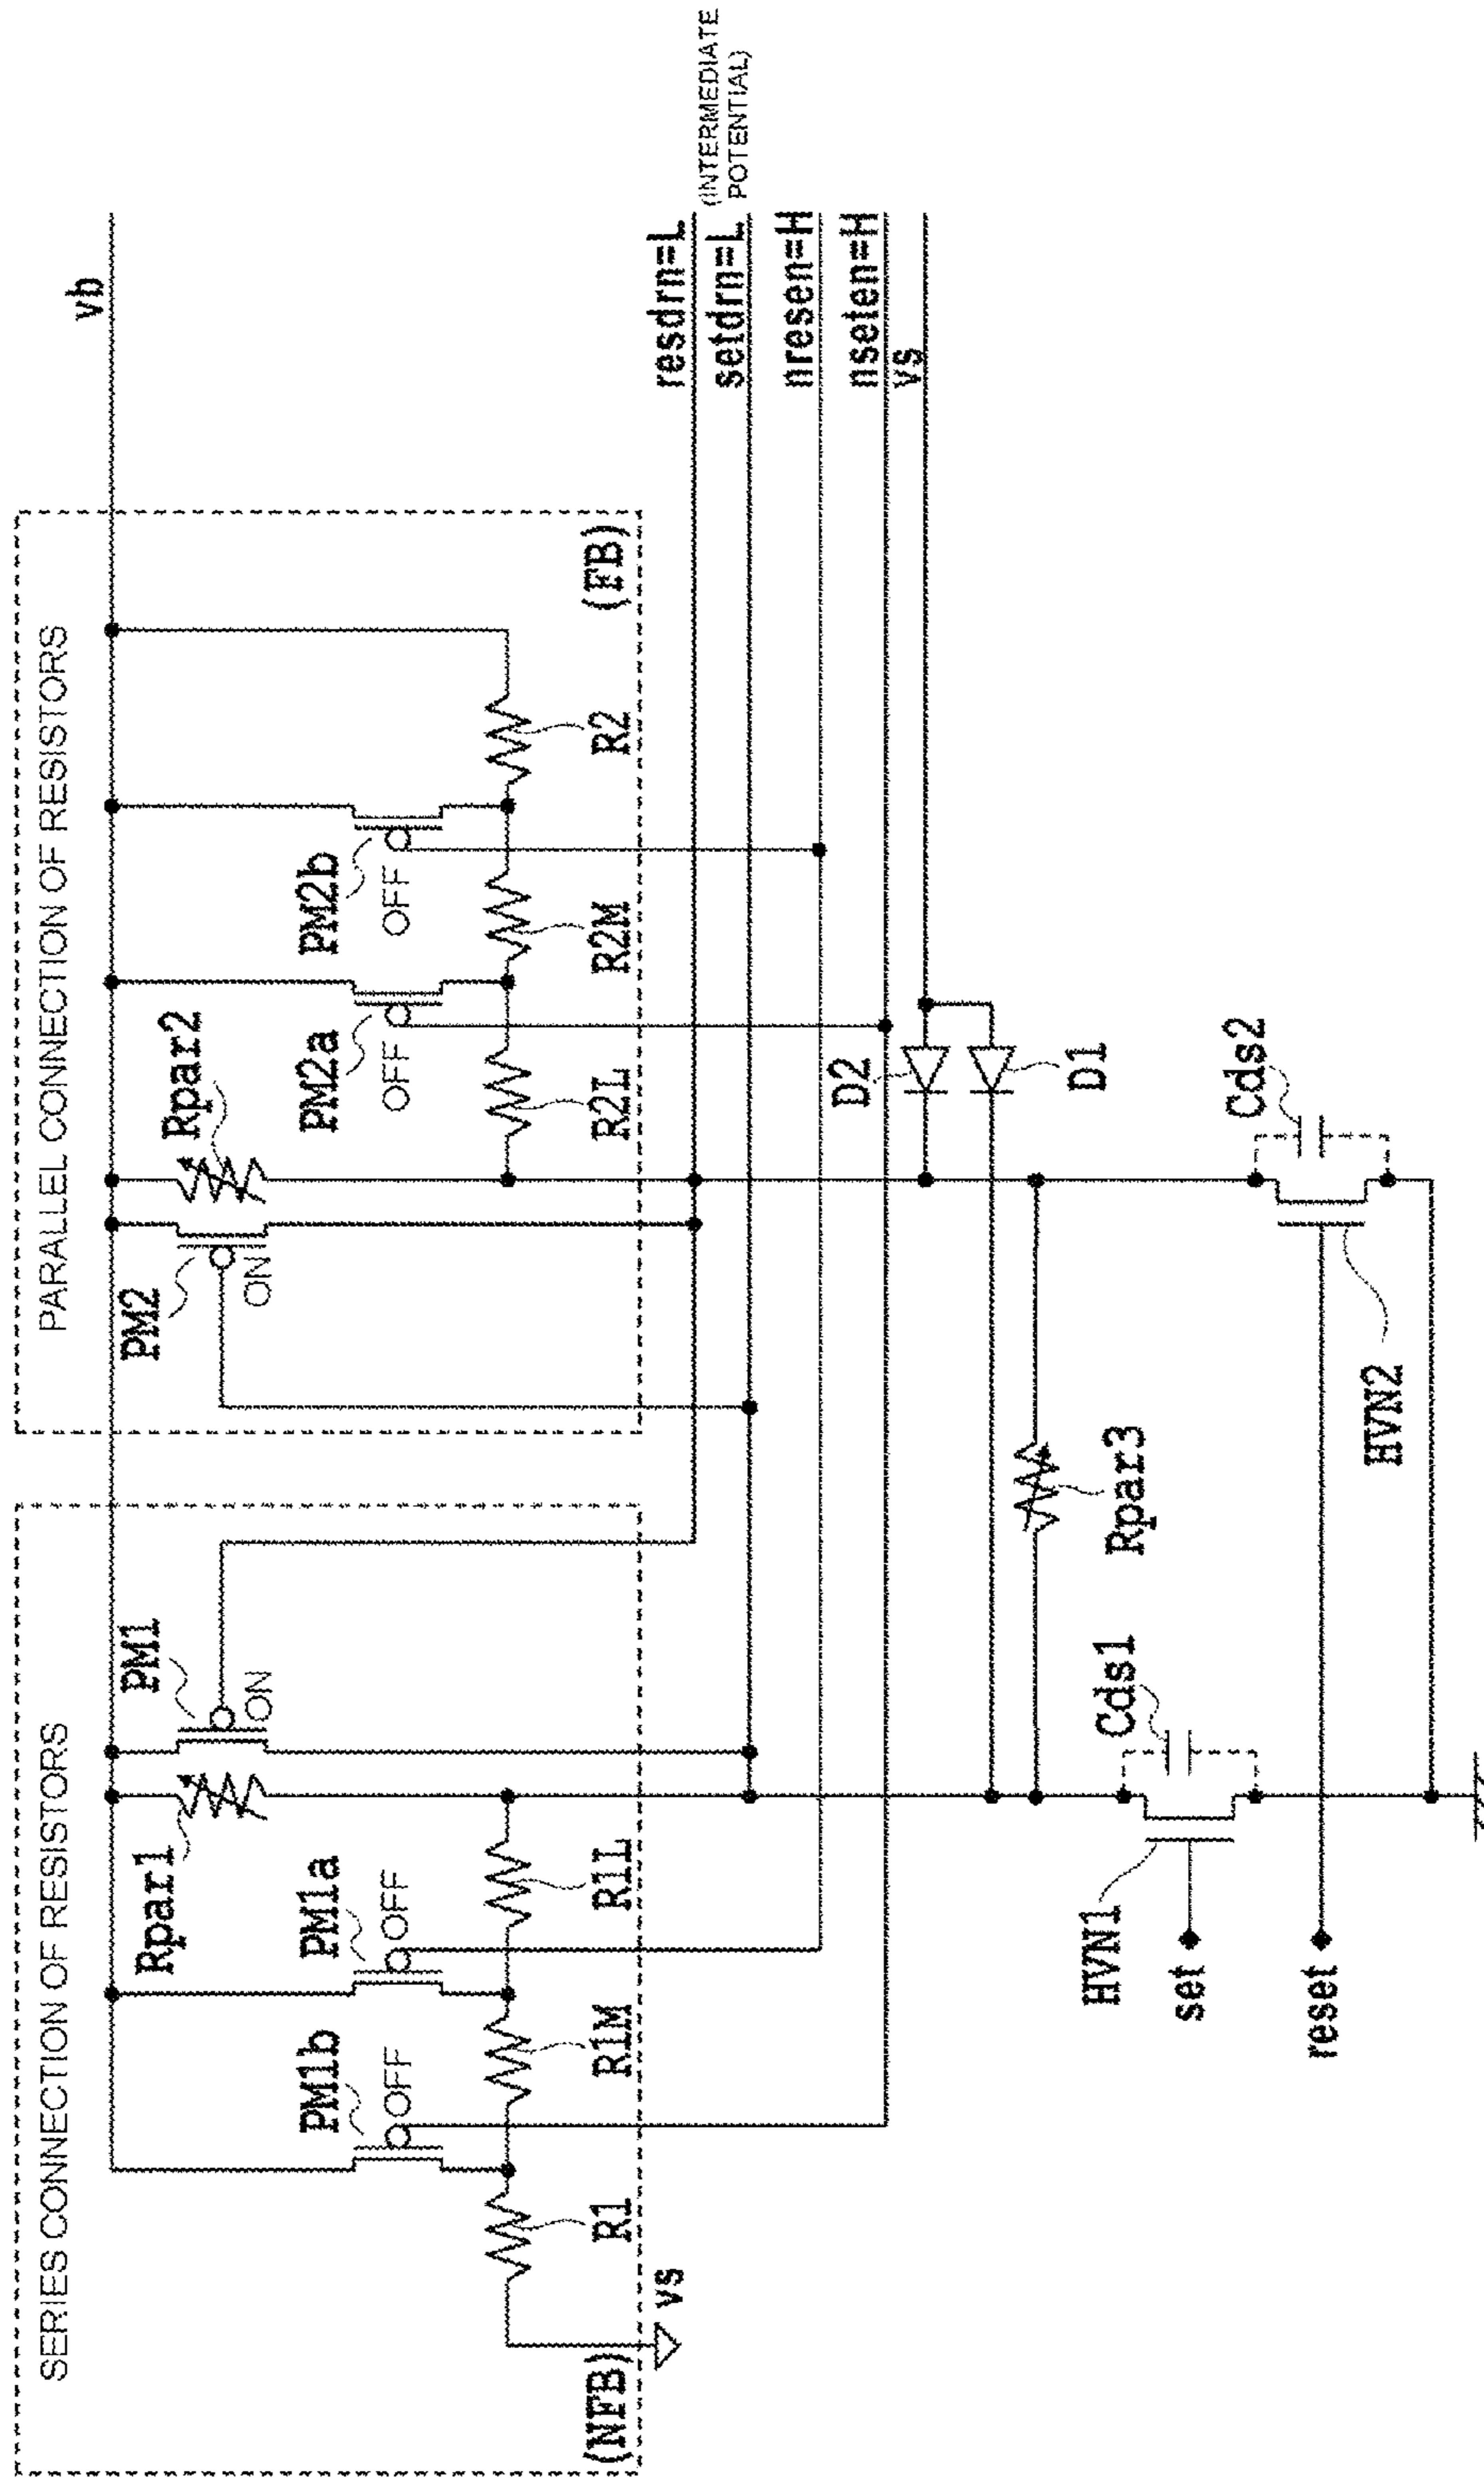 SERIES CONNECTION OF RESISTORS
PARALLEL CONNECTION OF RESISTORS
vb
Rpar1
PM1
ON
PM2
ON
Rpar2
PM1b
OFF
PM1a
OFF
PM2a
OFF
PM2b
OFF
R1
R1M
R1L
R2L
R2M
R2
(NFB)
(FB)
vs
resdrn=L
setdrn=L
(INTERMEDIATE
POTENTIAL)
nresen=H
nseten=H
vs
D2
D1
Rpar3
HVN1
Cds1
Cds2
set
reset
HVN2